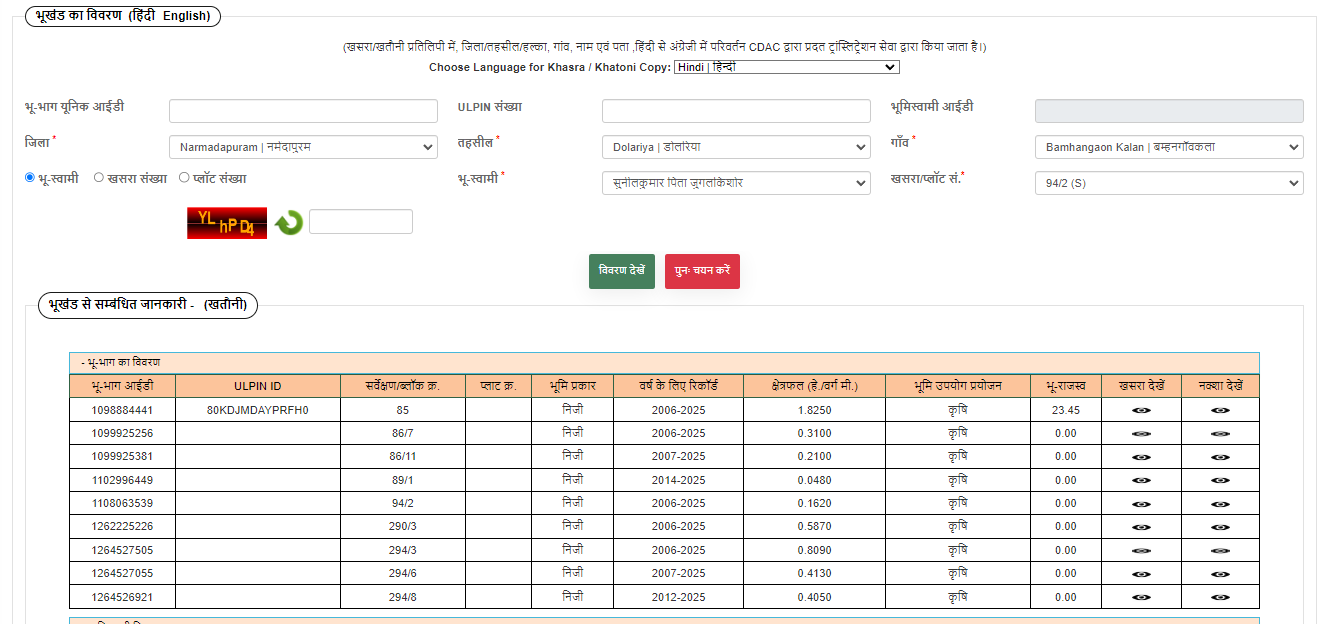 भूखंड का विवरण (हिंदी English)
(खसरा/खतौनी प्रतिलिपी में, जिला/तहसील/हल्का, गांव, नाम एवं पता ,हिंदी से अंग्रेजी में परिवर्तन CDAC द्वारा प्रदत ट्रांस्लिट्रेशन सेवा द्वारा किया जाता है।)
Choose Language for Khasra / Khatoni Copy: Hindi | हिन्दी
भू-भाग यूनिक आईडी ULPIN संख्या भूमिस्वामी आईडी
जिला * Narmadapuram | नर्मदापुरम तहसील * Dolariya | डोलरिया गाँव * Bamhangaon Kalan | बम्हनगॉवकला
भू-स्वामी खसरा संख्या प्लॉट संख्या भू-स्वामी * सुनीलकुमार पिता जुगलकिशोर खसरा/प्लॉट सं.* 94/2 (S)
YLhPD4
विवरण देखें पुनः चयन करें
भूखंड से सम्बंधित जानकारी - (खतौनी)
- भू-भाग का विवरण
भू-भाग आईडी ULPIN ID सर्वेक्षण/ब्लॉक क्र. प्लाट क्र. भूमि प्रकार वर्ष के लिए रिकॉर्ड क्षेत्रफल (हे./वर्ग मी.) भूमि उपयोग प्रयोजन भू-राजस्व खसरा देखें नक्शा देखें
1098884441 80KDJMDAYPRFH0 85 निजी 2006-2025 1.8250 कृषि 23.45
1099925256 86/7 निजी 2006-2025 0.3100 कृषि 0.00
1099925381 86/11 निजी 2007-2025 0.2100 कृषि 0.00
1102996449 89/1 निजी 2014-2025 0.0480 कृषि 0.00
1108063539 94/2 निजी 2006-2025 0.1620 कृषि 0.00
1262225226 290/3 निजी 2006-2025 0.5870 कृषि 0.00
1264527505 294/3 निजी 2006-2025 0.8090 कृषि 0.00
1264527055 294/6 निजी 2007-2025 0.4130 कृषि 0.00
1264526921 294/8 निजी 2012-2025 0.4050 कृषि 0.00